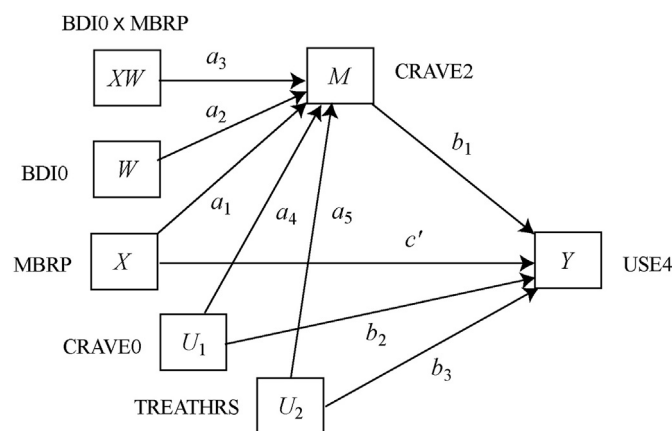 BDI0 x MBRP
XW
a3
M
CRAVE2
a2
BDI0
W
b1
a1
a4
a5
c′
MBRP
X
Y
USE4
CRAVE0
U1
b2
b3
TREATHRS
U2